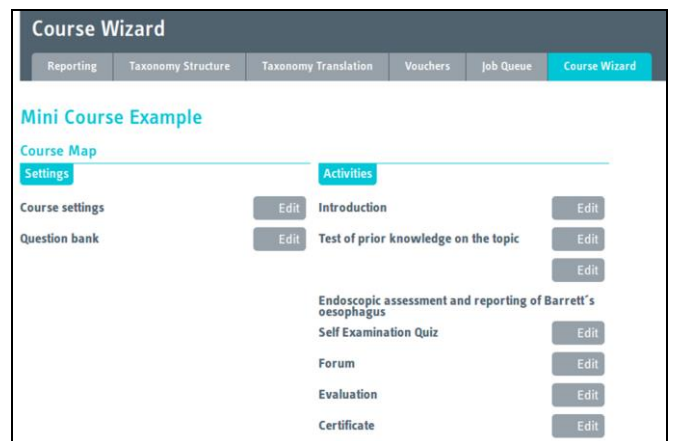 Course Wizard
Reporting Taxonomy Structure Taxonomy Translation Vouchers Job Queue Course Wizard
Mini Course Example
Course Map
Settings Activities
Course settings Edit Introduction Edit
Question bank Edit Test of prior knowledge on the topic Edit
Edit
Endoscopic assessment and reporting of Barrett´s
oesophagus
Self Examination Quiz Edit
Forum Edit
Evaluation Edit
Certificate Edit